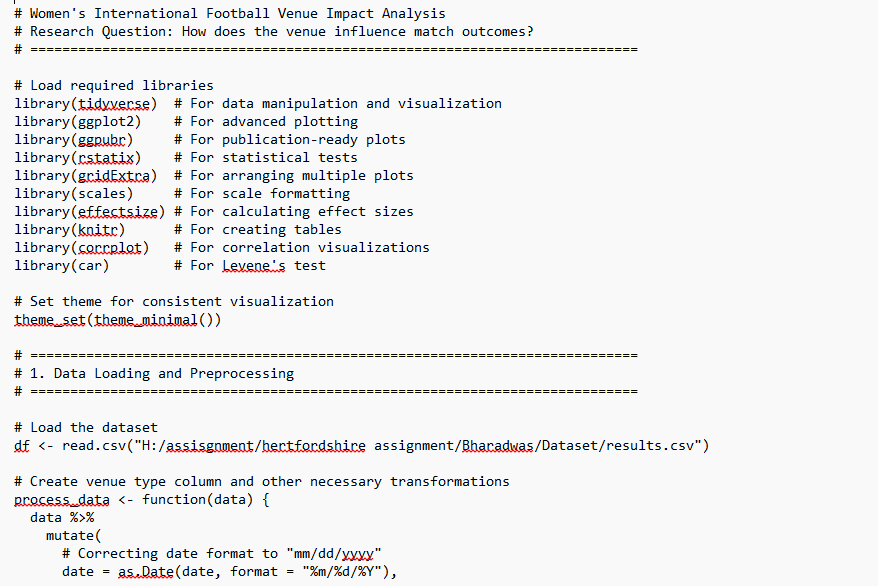 # Women's International Football Venue Impact Analysis
# Research Question: How does the venue influence match outcomes?
# ============================================================================
# Load required libraries
library(tidyverse)  # For data manipulation and visualization
library(ggplot2)    # For advanced plotting
library(ggpubr)     # For publication-ready plots
library(rstatix)    # For statistical tests
library(gridExtra)  # For arranging multiple plots
library(scales)     # For scale formatting
library(effectsize) # For calculating effect sizes
library(knitr)      # For creating tables
library(corrplot)   # For correlation visualizations
library(car)        # For Levene's test
# Set theme for consistent visualization
theme_set(theme_minimal())
# ============================================================================
# 1. Data Loading and Preprocessing
# ============================================================================
# Load the dataset
df <- read.csv("H:/assisgnment/hertfordshire assignment/Bharadwas/Dataset/results.csv")
# Create venue type column and other necessary transformations
process_data <- function(data) {
  data %>%
    mutate(
      # Correcting date format to "mm/dd/yyyy"
      date = as.Date(date, format = "%m/%d/%Y"),